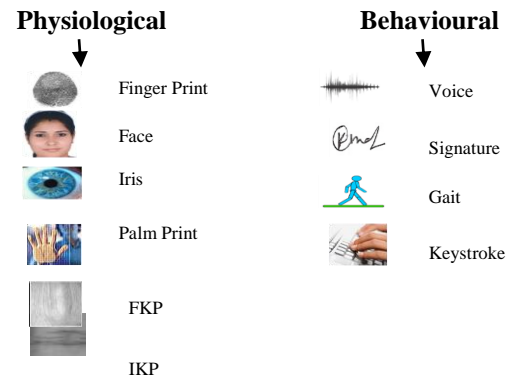 Physiological
Finger Print
Face
Iris
Palm Print
FKP
IKP
Behavioural
Voice
Signature
Gait
Keystroke